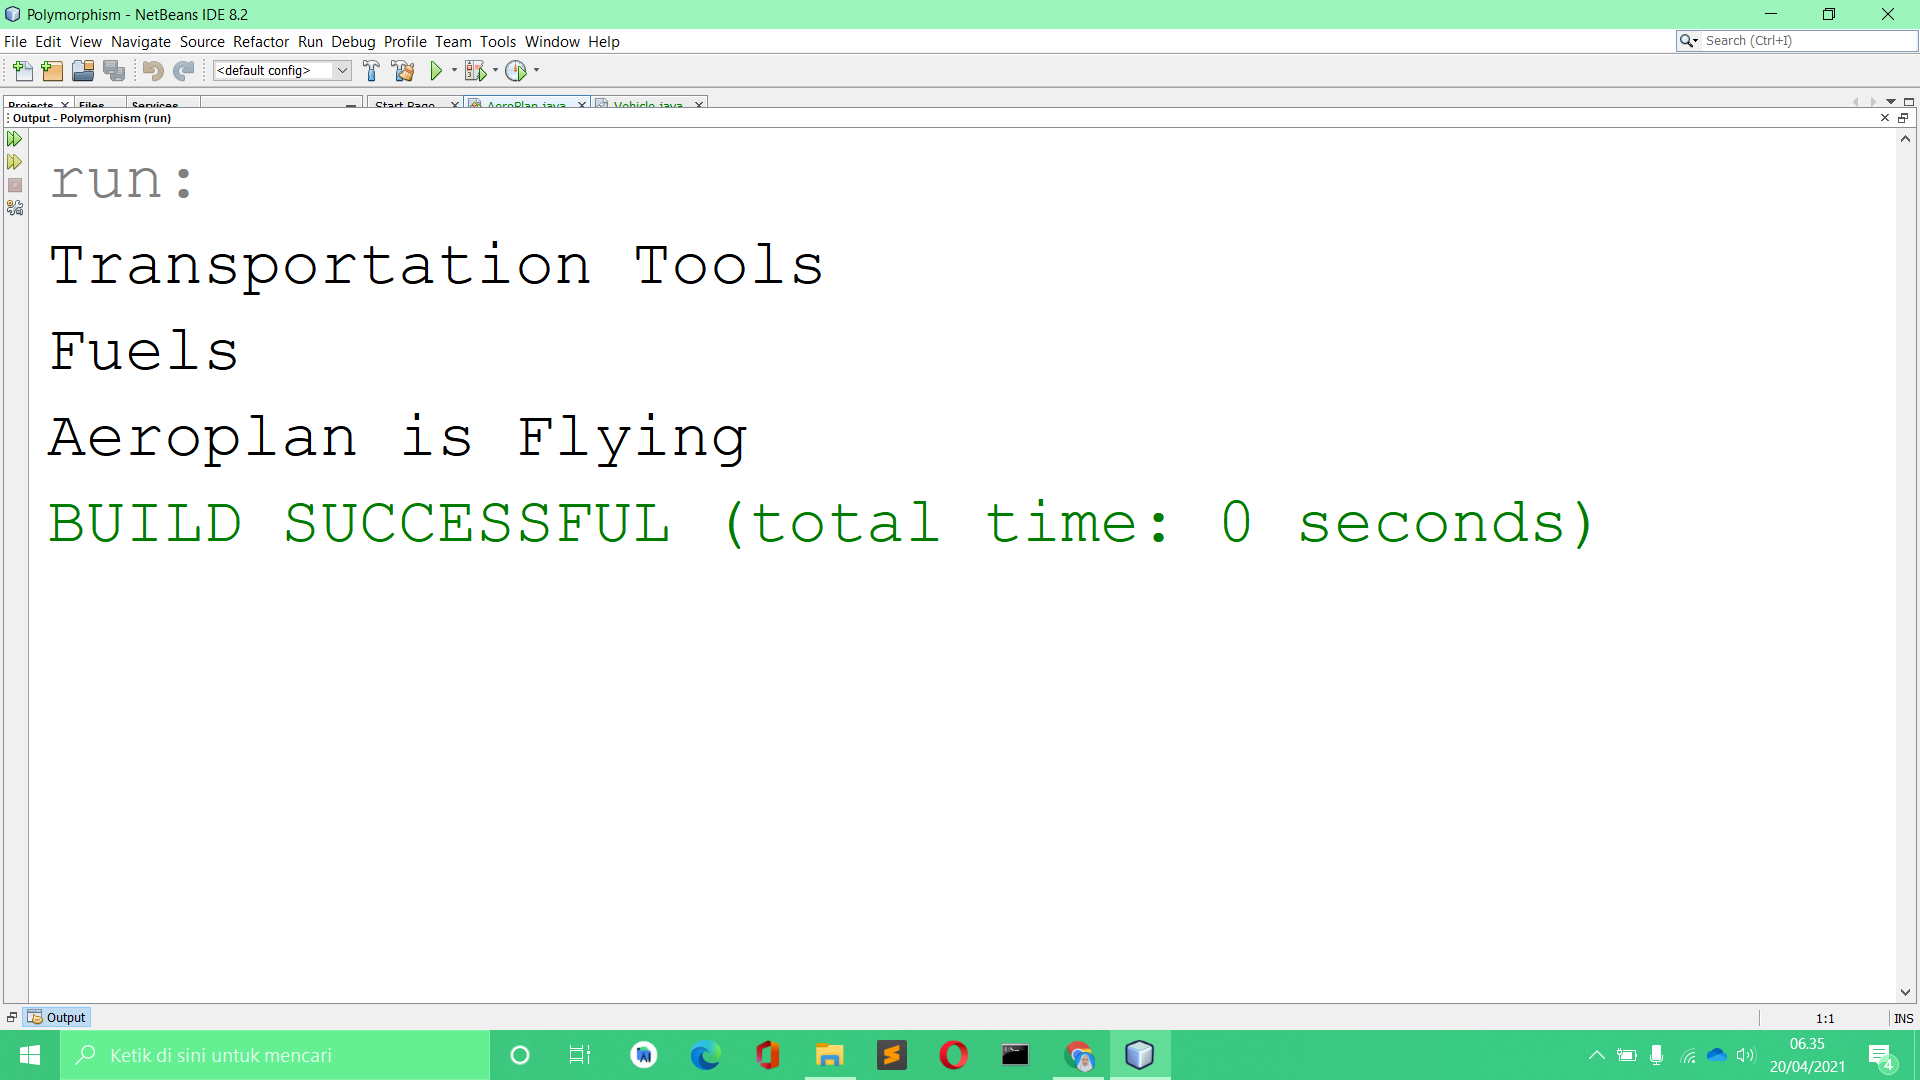 Polymorphism - NetBeans IDE 8.2
File Edit View Navigate Source Refactor Run Debug Profile Team Tools Window Help
Search (Ctrl+I)
<default config>
Projects Files Services Start Page AeroPlan.java Vehicle.java
Output - Polymorphism (run)
run:
Transportation Tools
Fuels
Aeroplan is Flying
BUILD SUCCESSFUL (total time: 0 seconds)
Output
1:1 INS
Ketik di sini untuk mencari
06.35
20/04/2021
4